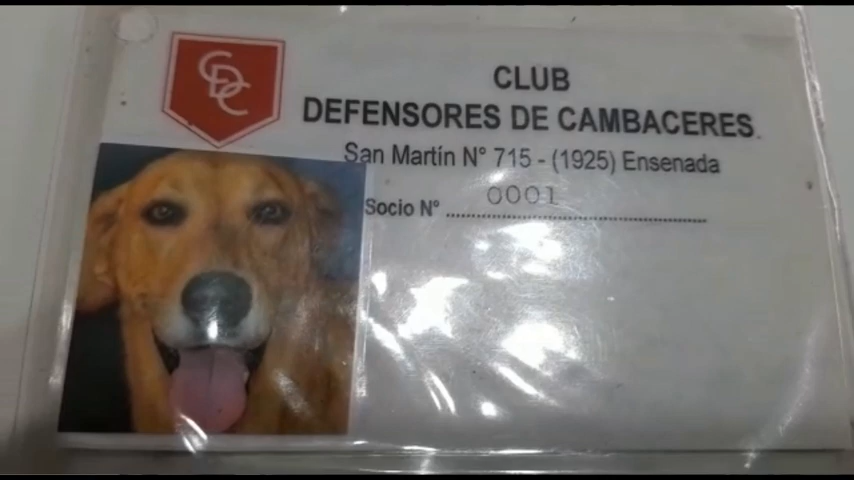 CDC
CLUB
DEFENSORES DE CAMBACERES
San Martín N° 715 - (1925) Ensenada
Socio N° 0001